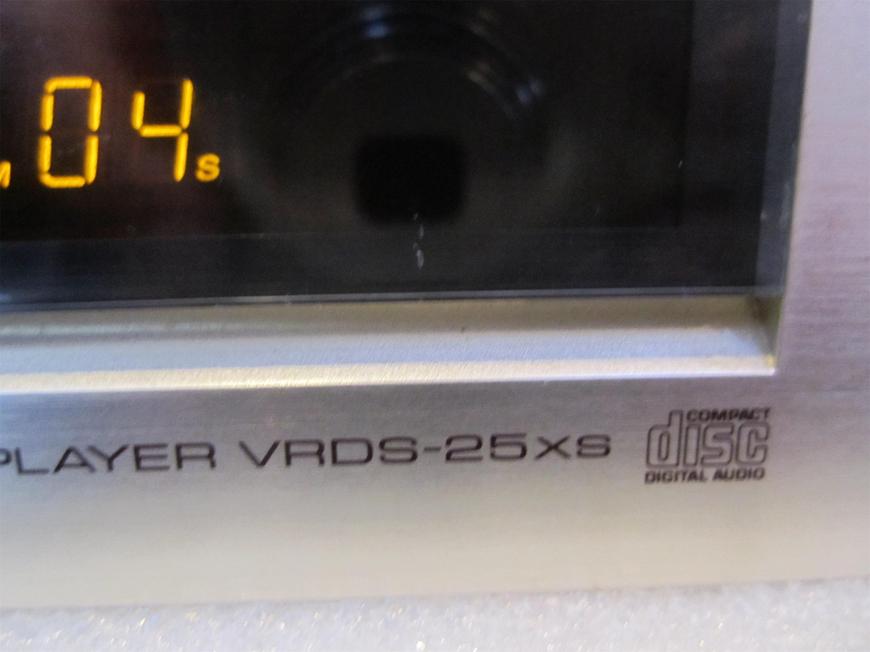 04s
PLAYER VRDS-25xs
COMPACT
disc
DIGITAL AUDIO